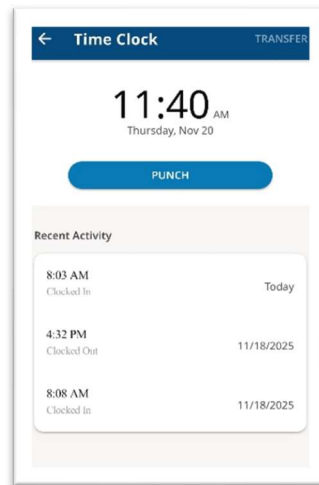 ← Time Clock TRANSFER
11:40 AM
Thursday, Nov 20
PUNCH
Recent Activity
8:03 AM
Clocked In Today
4:32 PM
Clocked Out 11/18/2025
8:08 AM
Clocked In 11/18/2025